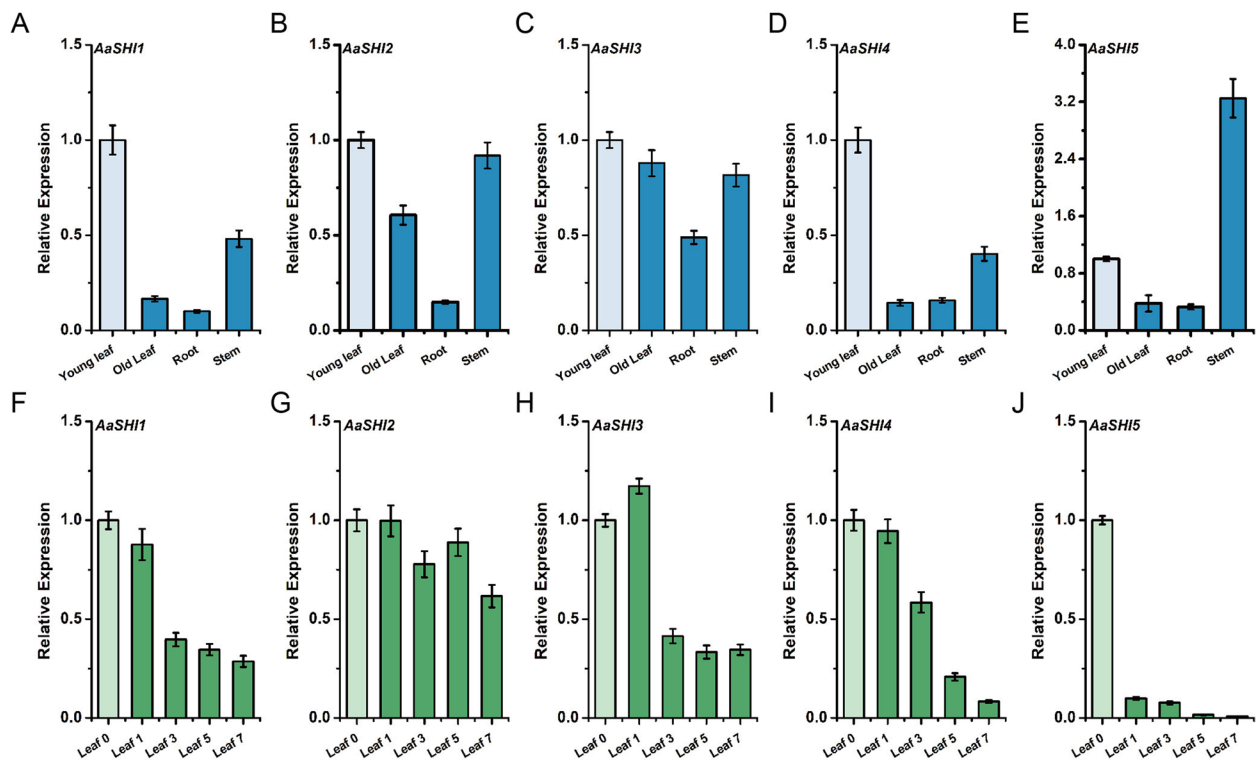 A
AaSHI1
Relative Expression
1.5
1.0
0.5
0.0
Young leaf
Old Leaf
Root
Stem
B
AaSHI2
Relative Expression
1.5
1.0
0.5
0.0
Young leaf
Old Leaf
Root
Stem
C
AaSHI3
Relative Expression
1.5
1.0
0.5
0.0
Young leaf
Old Leaf
Root
Stem
D
AaSHI4
Relative Expression
1.5
1.0
0.5
0.0
Young leaf
Old Leaf
Root
Stem
E
AaSHI5
Relative Expression
4.0
3.2
2.4
1.6
0.8
0.0
Young leaf
Old Leaf
Root
Stem
F
AaSHI1
Relative Expression
1.5
1.0
0.5
0.0
Leaf 0
Leaf 1
Leaf 3
Leaf 5
Leaf 7
G
AaSHI2
Relative Expression
1.5
1.0
0.5
0.0
Leaf 0
Leaf 1
Leaf 3
Leaf 5
Leaf 7
H
AaSHI3
Relative Expression
1.5
1.0
0.5
0.0
Leaf 0
Leaf 1
Leaf 3
Leaf 5
Leaf 7
I
AaSHI4
Relative Expression
1.5
1.0
0.5
0.0
Leaf 0
Leaf 1
Leaf 3
Leaf 5
Leaf 7
J
AaSHI5
Relative Expression
1.5
1.0
0.5
0.0
Leaf 0
Leaf 1
Leaf 3
Leaf 5
Leaf 7